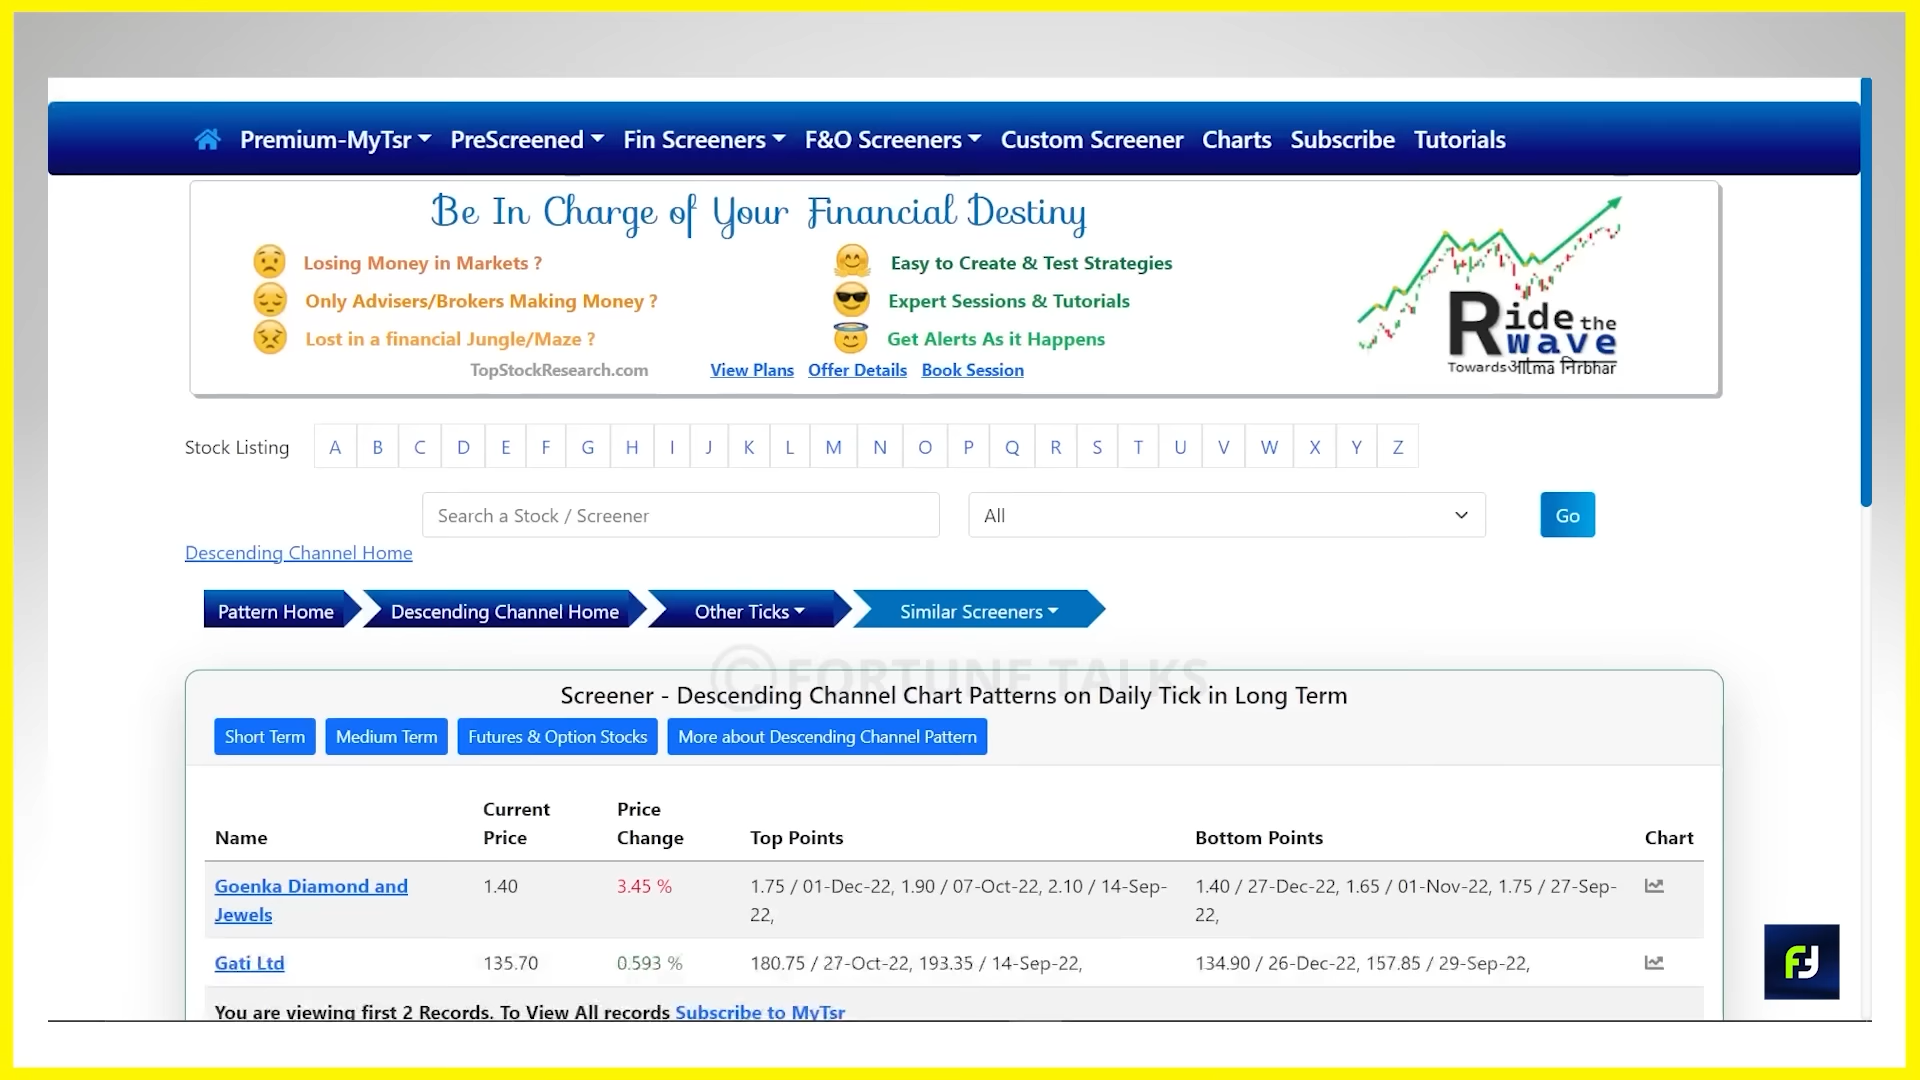 Premium-MyTsr PreScreened Fin Screeners F&O Screeners Custom Screener Charts Subscribe Tutorials
Be In Charge of Your Financial Destiny
Losing Money in Markets ? Easy to Create & Test Strategies
Only Advisers/Brokers Making Money ? Expert Sessions & Tutorials
Lost in a financial Jungle/Maze ? Get Alerts As it Happens
TopStockResearch.com View Plans Offer Details Book Session
Ride the
wave
Towards आत्मा निरभार
Stock Listing A B C D E F G H I J K L M N O P Q R S T U V W X Y Z
Search a Stock / Screener All Go
Descending Channel Home
Pattern Home Descending Channel Home Other Ticks Similar Screeners
© FORTUNE TALKS
Screener - Descending Channel Chart Patterns on Daily Tick in Long Term
Short Term Medium Term Futures & Option Stocks More about Descending Channel Pattern
Name Current Price Price Change Top Points Bottom Points Chart
Goenka Diamond and 1.40 3.45 % 1.75 / 01-Dec-22, 1.90 / 07-Oct-22, 2.10 / 14-Sep- 1.40 / 27-Dec-22, 1.65 / 01-Nov-22, 1.75 / 27-Sep-
Jewels 22, 22,
Gati Ltd 135.70 0.593 % 180.75 / 27-Oct-22, 193.35 / 14-Sep-22, 134.90 / 26-Dec-22, 157.85 / 29-Sep-22,
You are viewing first 2 Records. To View All records Subscribe to MyTsr